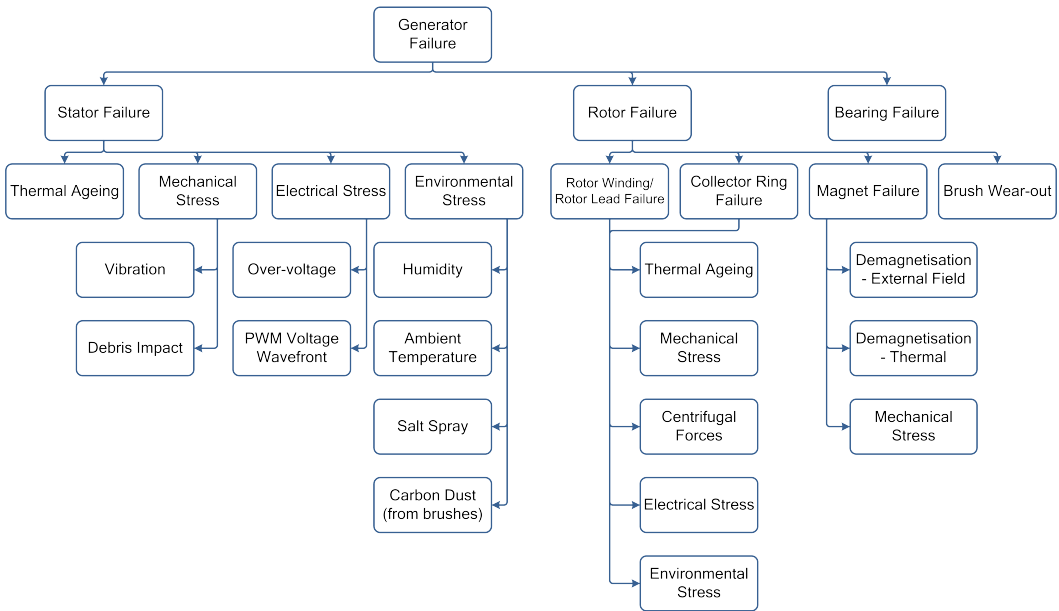 Generator
Failure
Stator Failure
Rotor Failure
Bearing Failure
Thermal Ageing
Mechanical
Stress
Electrical Stress
Environmental
Stress
Rotor Winding/
Rotor Lead Failure
Collector Ring
Failure
Magnet Failure
Brush Wear-out
Vibration
Over-voltage
Humidity
Thermal Ageing
Demagnetisation
- External Field
Debris Impact
PWM Voltage
Wavefront
Ambient
Temperature
Mechanical
Stress
Demagnetisation
- Thermal
Salt Spray
Centrifugal
Forces
Mechanical
Stress
Carbon Dust
(from brushes)
Electrical Stress
Environmental
Stress